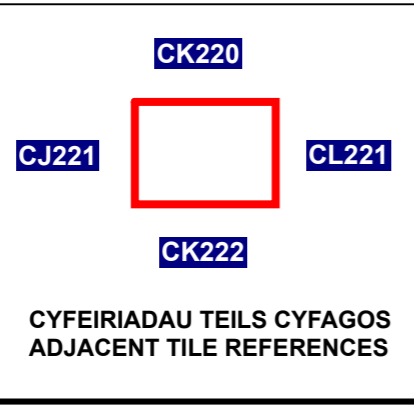 CK220
CJ221
CL221
CK222
CYFEIRIADAU TEILS CYFAGOS
ADJACENT TILE REFERENCES